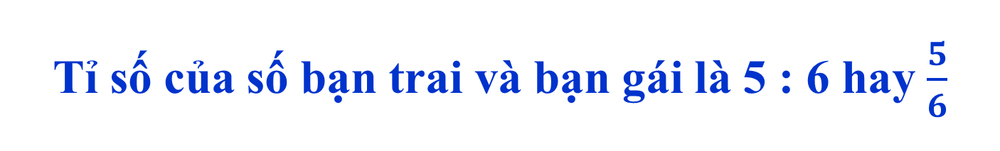 Tỉ số của số bạn trai và bạn gái là 5 : 6 hay 5/6